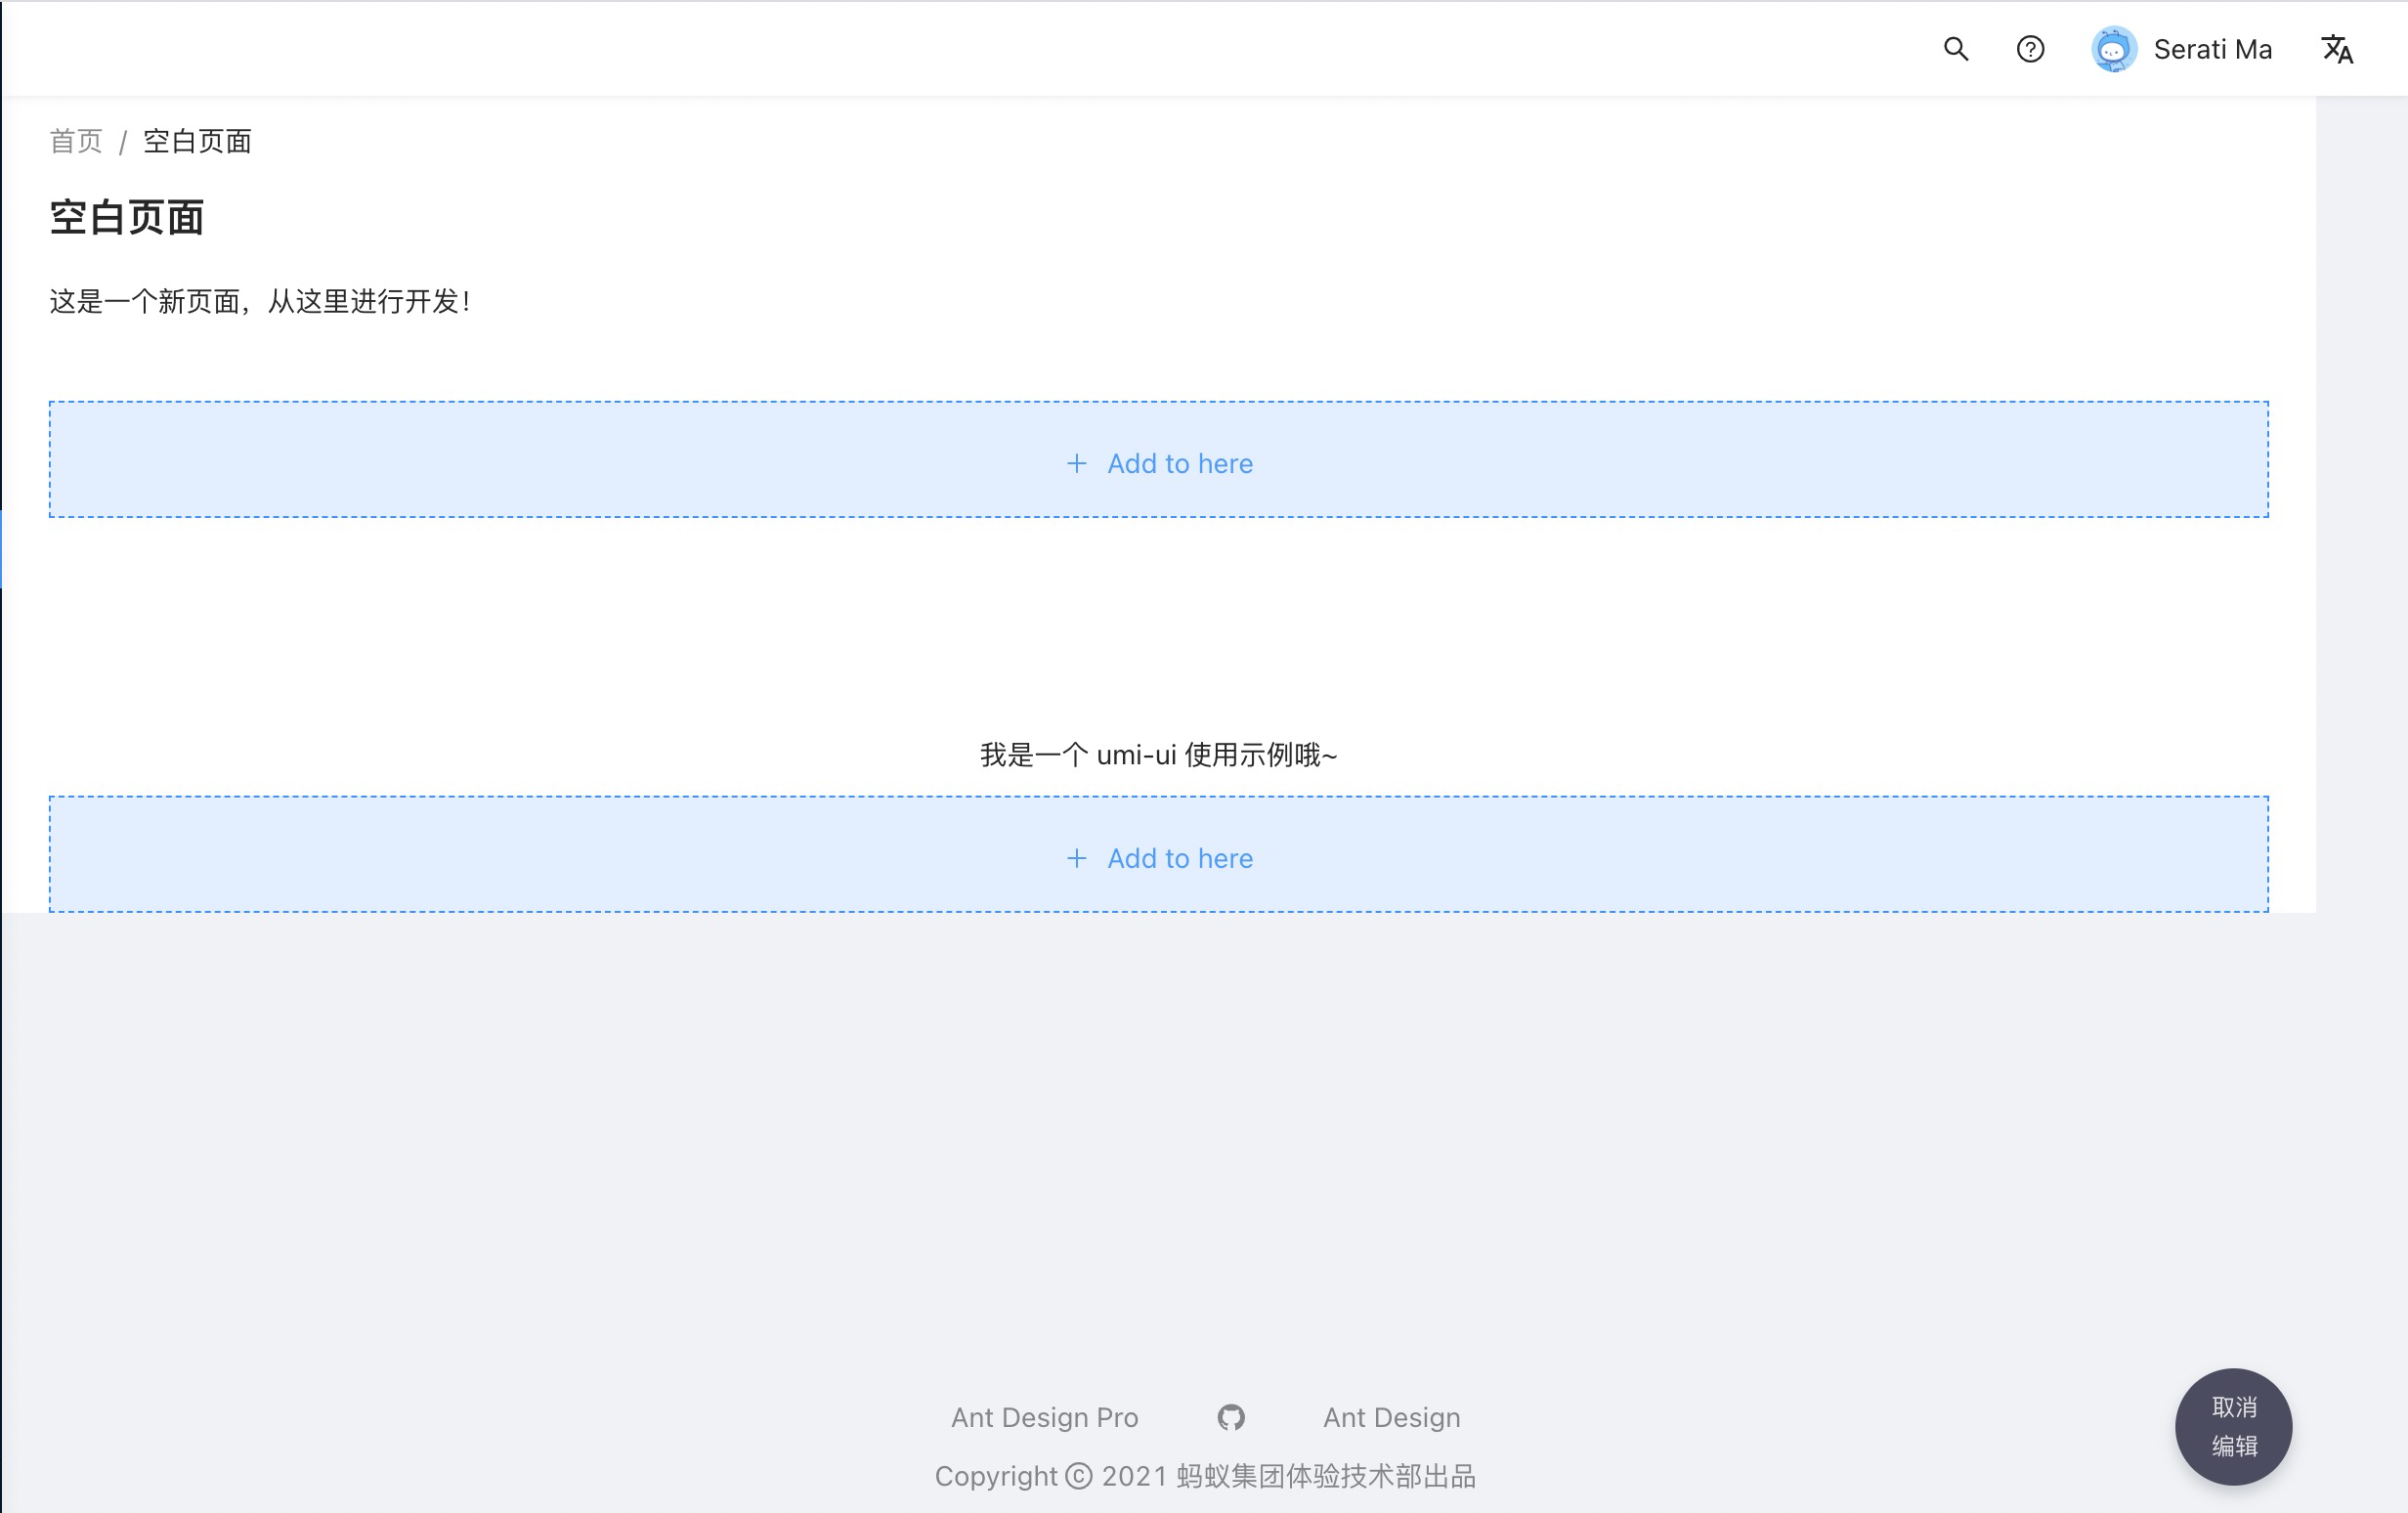 Serati Ma
首页 / 空白页面
空白页面
这是一个新页面，从这里进行开发！
+ Add to here
我是一个 umi-ui 使用示例哦~
+ Add to here
Ant Design Pro Ant Design
Copyright © 2021 蚂蚁集团体验技术部出品
取消
编辑